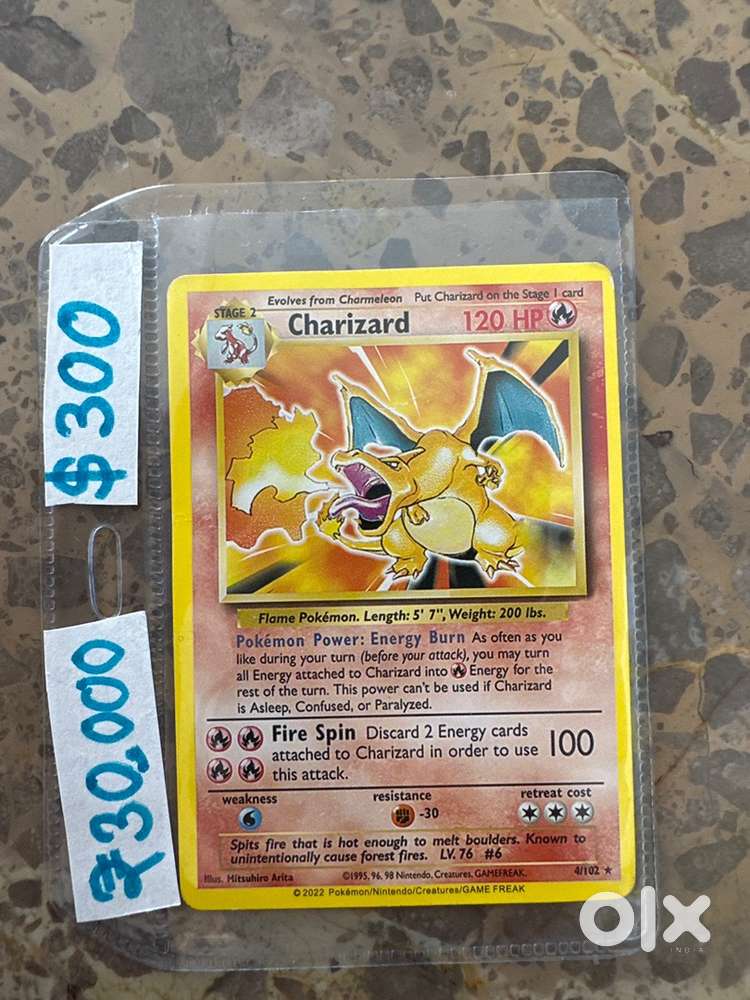 $300
₹30,000
Evolves from Charmeleon Put Charizard on the Stage 1 card
STAGE 2
Charizard 120 HP
Flame Pokémon. Length: 5' 7", Weight: 200 lbs.
Pokémon Power: Energy Burn As often as you
like during your turn (before your attack), you may turn
all Energy attached to Charizard into Energy for the
rest of the turn. This power can't be used if Charizard
is Asleep, Confused, or Paralyzed.
Fire Spin Discard 2 Energy cards
attached to Charizard in order to use 100
this attack.
weakness resistance retreat cost
-30
Spits fire that is hot enough to melt boulders. Known to
unintentionally cause forest fires. LV. 76 #6
Illus. Mitsuhiro Arita ©1995, 96, 98 Nintendo, Creatures, GAMEFREAK. 4/102 ★
© 2022 Pokémon/Nintendo/Creatures/GAME FREAK
olx
INDIA